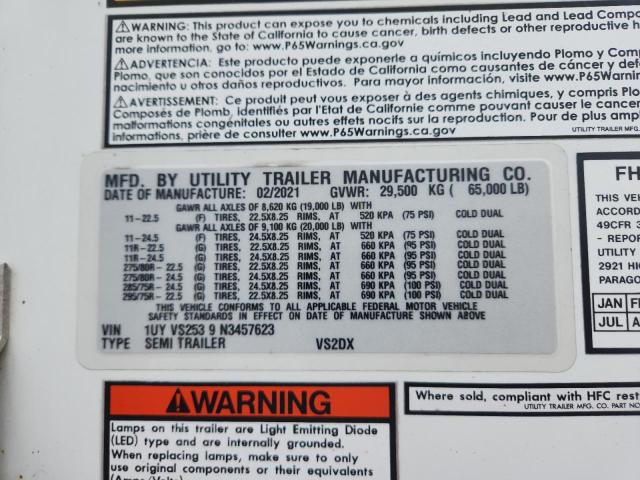 WARNING: This product can expose you to chemicals including Lead and Lead
are known to the State of California to cause cancer, birth defects or other reproductive
more information, go to: www.P65Warnings.ca.gov
ADVERTENCIA: Este producto puede exponerle a químicos incluyendo Plomo y
Plomo, que son conocidos por el Estado de California como causantes de cáncer y
nacimiento u otros daños reproductivos. Para mayor información, visite
AVERTISSEMENT: Ce produit peut vous exposer à des agents chimiques, y compris
Composés de Plomb, identifiés par l'Etat de Californie comme pouvant causer le
malformations congénitales ou autres effets nocifs sur la reproduction. Pour de plus
informations, prière de consulter www.P65Warnings.ca.gov
UTILITY TRAILER
MFD. BY UTILITY TRAILER MANUFACTURING CO.
DATE OF MANUFACTURE: 02/2021 GVWR: 29,500 KG ( 65,000 LB)
GAWR ALL AXLES OF 8,620 KG (19,000 LB) WITH
11-22.5 (F) TIRES, 22.5X8.25 RIMS, AT 520 KPA (75 PSI) COLD DUAL
GAWR ALL AXLES OF 9,100 KG (20,000 LB) WITH
11-24.5 (F) TIRES, 24.5X8.25 RIMS, AT 520 KPA (75 PSI) COLD DUAL
11R-22.5 (G) TIRES, 22.5X8.25 RIMS, AT 660 KPA (95 PSI) COLD DUAL
11R-24.5 (G) TIRES, 24.5X8.25 RIMS, AT 660 KPA (95 PSI) COLD DUAL
275/80R-22.5 (G) TIRES, 22.5X8.25 RIMS, AT 660 KPA (95 PSI) COLD DUAL
275/80R-24.5 (G) TIRES, 24.5X8.25 RIMS, AT 660 KPA (95 PSI) COLD DUAL
285/75R-24.5 (G) TIRES, 24.5X8.25 RIMS, AT 690 KPA (100 PSI) COLD DUAL
295/75R-22.5 (G) TIRES, 22.5X8.25 RIMS, AT 690 KPA (100 PSI) COLD DUAL
THIS VEHICLE CONFORMS TO ALL APPLICABLE FEDERAL MOTOR VEHICLE
SAFETY STANDARDS IN EFFECT ON DATE OF MANUFACTURE SHOWN ABOVE
VIN 1UY VS253 9 N3457623
TYPE SEMI TRAILER VS2DX
FH
THIS VEH
ACCORD
49CFR 3
- REPOR
UTILITY
2921 HI
PARAGO
JAN
JUL
WARNING
Lamps on this trailer are Light Emitting Diode
(LED) type and are internally grounded.
When replacing lamps, make sure to only
use original components or their equivalents
(Amps/Volts)
Where sold, compliant with HFC
UTILITY TRAILER MFG. CO. PART NO